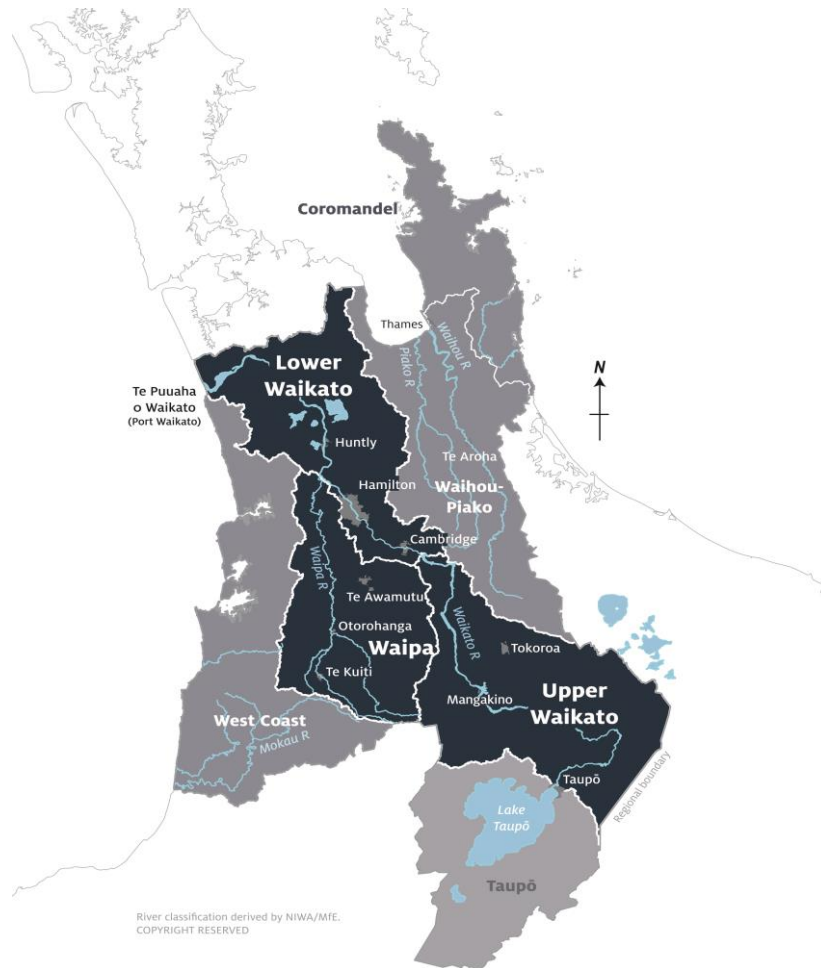 Coromandel
N
Thames
Waihou R
Piako R
Lower
Waikato
Te Puuaha
o Waikato
(Port Waikato)
Huntly
Te Aroha
Waihou-
Piako
Hamilton
Cambridge
Waipa R
Te Awamutu
Otorohanga
Waipa
Waikato R
Tokoroa
Te Kuiti
Mangakino
Upper
Waikato
West Coast
Mokau R
Taupō
Regional boundary
Lake
Taupō
Taupō
River classification derived by NIWA/MfE.
COPYRIGHT RESERVED